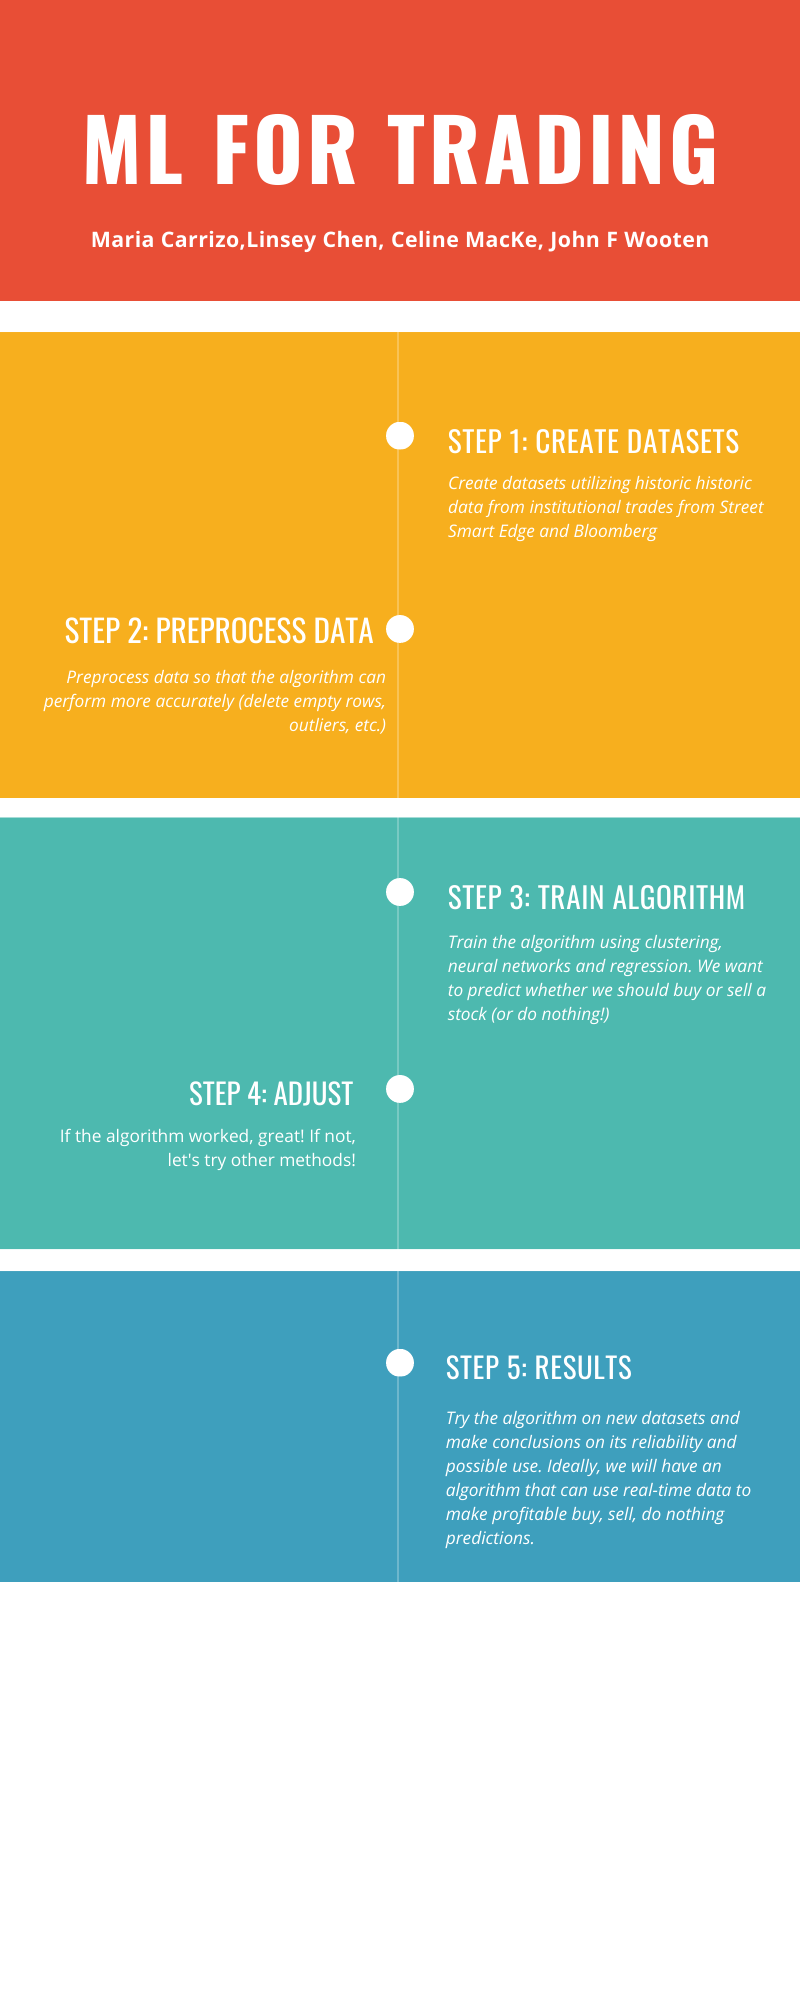 ML FOR TRADING
Maria Carrizo,Linsey Chen, Celine MacKe, John F Wooten
STEP 1: CREATE DATASETS
Create datasets utilizing historic historic
data from institutional trades from Street
Smart Edge and Bloomberg
STEP 2: PREPROCESS DATA
Preprocess data so that the algorithm can
perform more accurately (delete empty rows,
outliers, etc.)
STEP 3: TRAIN ALGORITHM
Train the algorithm using clustering,
neural networks and regression. We want
to predict whether we should buy or sell a
stock (or do nothing!)
STEP 4: ADJUST
If the algorithm worked, great! If not,
let's try other methods!
STEP 5: RESULTS
Try the algorithm on new datasets and
make conclusions on its reliability and
possible use. Ideally, we will have an
algorithm that can use real-time data to
make profitable buy, sell, do nothing
predictions.